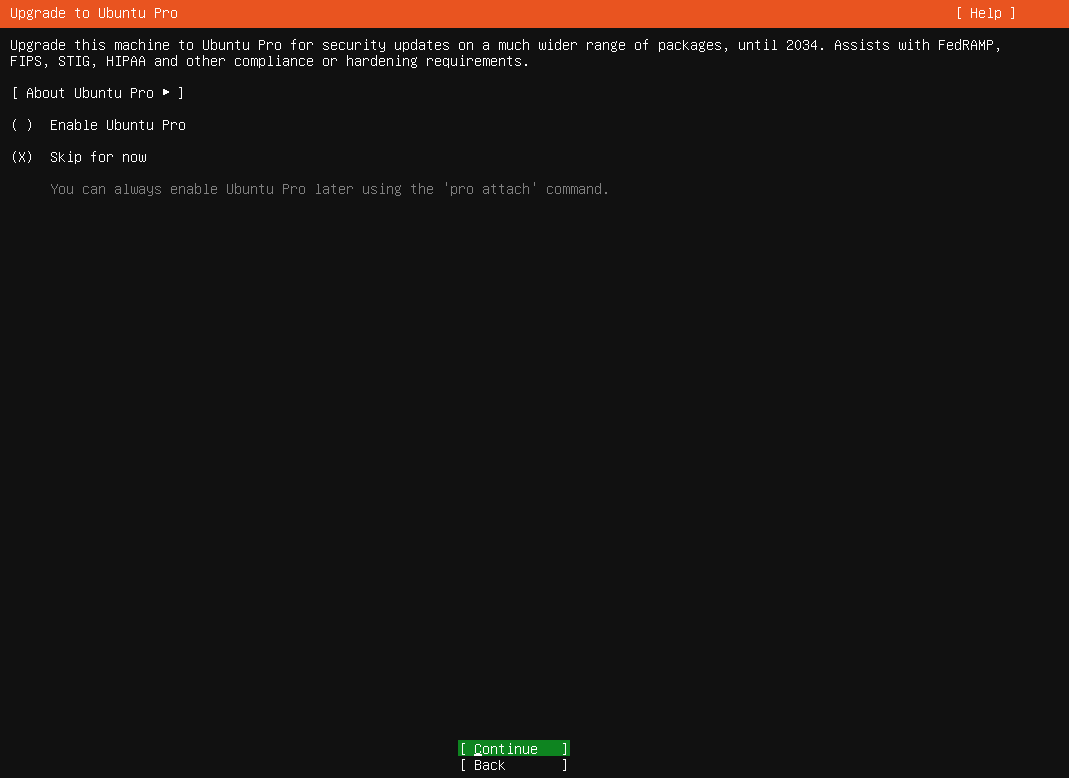 Upgrade to Ubuntu Pro [ Help ]
Upgrade this machine to Ubuntu Pro for security updates on a much wider range of packages, until 2034. Assists with FedRAMP,
FIPS, STIG, HIPAA and other compliance or hardening requirements.
[ About Ubuntu Pro ▸ ]
( ) Enable Ubuntu Pro
(X) Skip for now
You can always enable Ubuntu Pro later using the 'pro attach' command.
[ Continue ]
[ Back ]